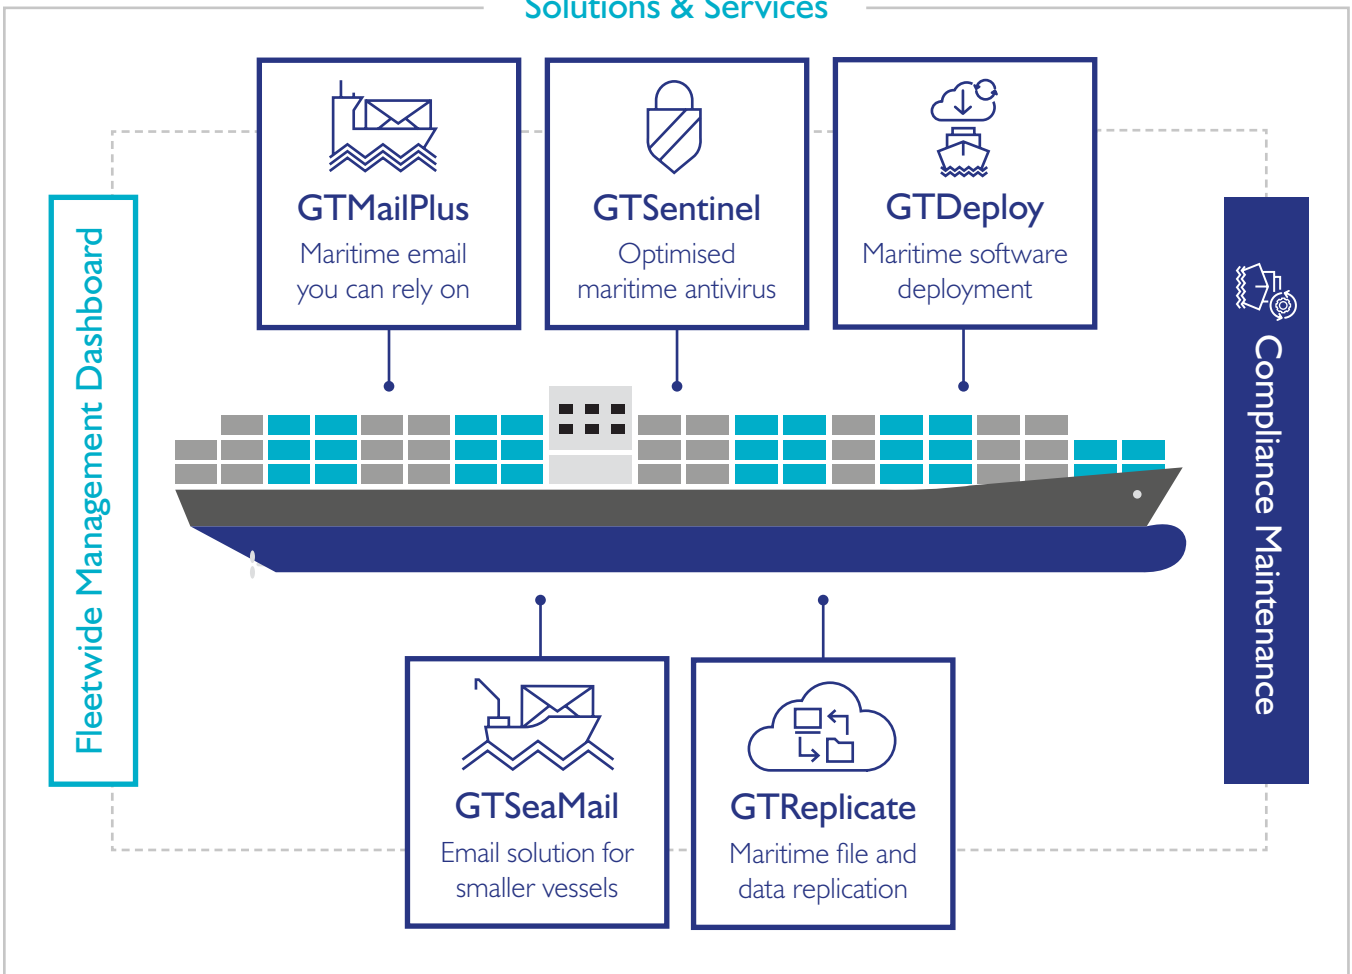 Solutions & Services
GTMailPlus
Maritime email
you can rely on
GTSentinel
Optimised
maritime antivirus
GTDeploy
Maritime software
deployment
Fleetwide Management Dashboard
Compliance Maintenance
GTSeaMail
Email solution for
smaller vessels
GTReplicate
Maritime file and
data replication